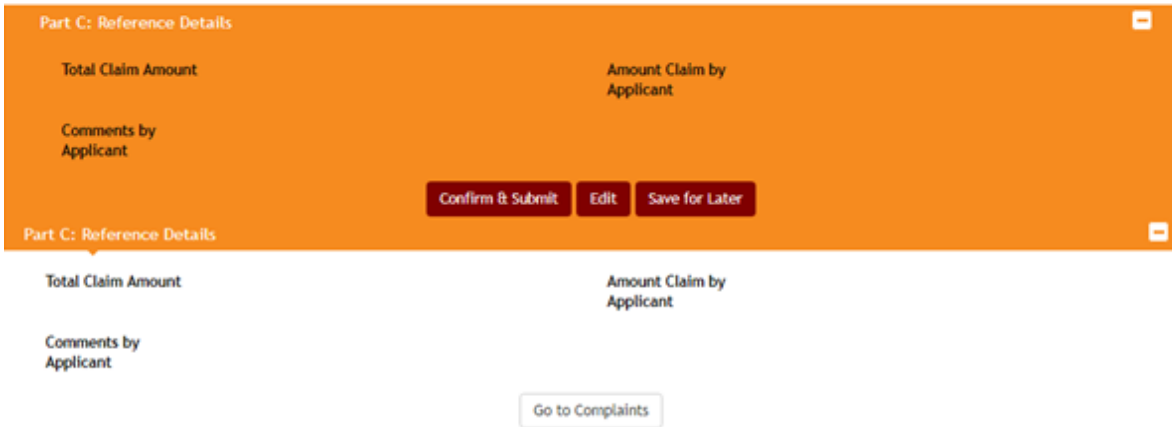 Part C: Reference Details
Total Claim Amount
Amount Claim by
Applicant
Comments by
Applicant
Confirm & Submit
Edit
Save for Later
Part C: Reference Details
Total Claim Amount
Amount Claim by
Applicant
Comments by
Applicant
Go to Complaints